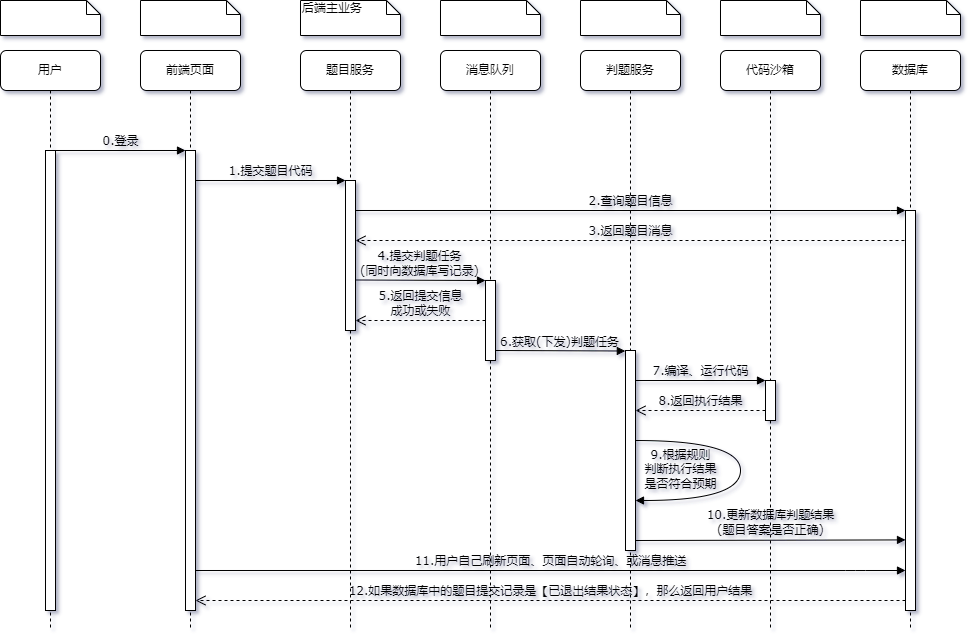 后端主业务
用户
前端页面
题目服务
消息队列
判题服务
代码沙箱
数据库
0.登录
1.提交题目代码
2.查询题目信息
3.返回题目消息
4.提交判题任务
(同时向数据库写记录)
5.返回提交信息
成功或失败
6.获取(下发)判题任务
7.编译、运行代码
8.返回执行结果
9.根据规则
判断执行结果
是否符合预期
10.更新数据库判题结果
(题目答案是否正确)
11.用户自己刷新页面、页面自动轮询、或消息推送
12.如果数据库中的题目提交记录是【已退出结果状态】，那么返回用户结果